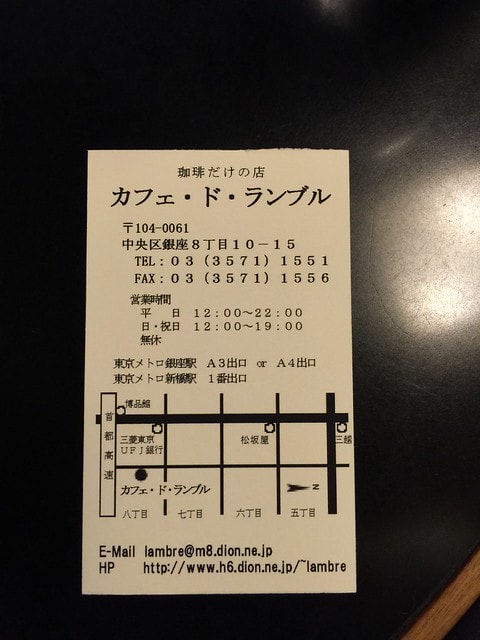 珈琲だけの店
カフェ・ド・ランブル
〒104-0061
中央区銀座８丁目１０－１５
TEL：０３（３５７１）１５５１
FAX：０３（３５７１）１５５６
営業時間
平　日　１２：００～２２：００
日・祝日　１２：００～１９：００
無休
東京メトロ銀座駅　Ａ３出口　or　Ａ４出口
東京メトロ新橋駅　１番出口
博品館
首都高速
三菱東京
ＵＦＪ銀行
松坂屋
三越
カフェ・ド・ランブル
N
八丁目　七丁目　六丁目　五丁目
E-Mail lambre@m8.dion.ne.jp
HP http://www.h6.dion.ne.jp/~lambre